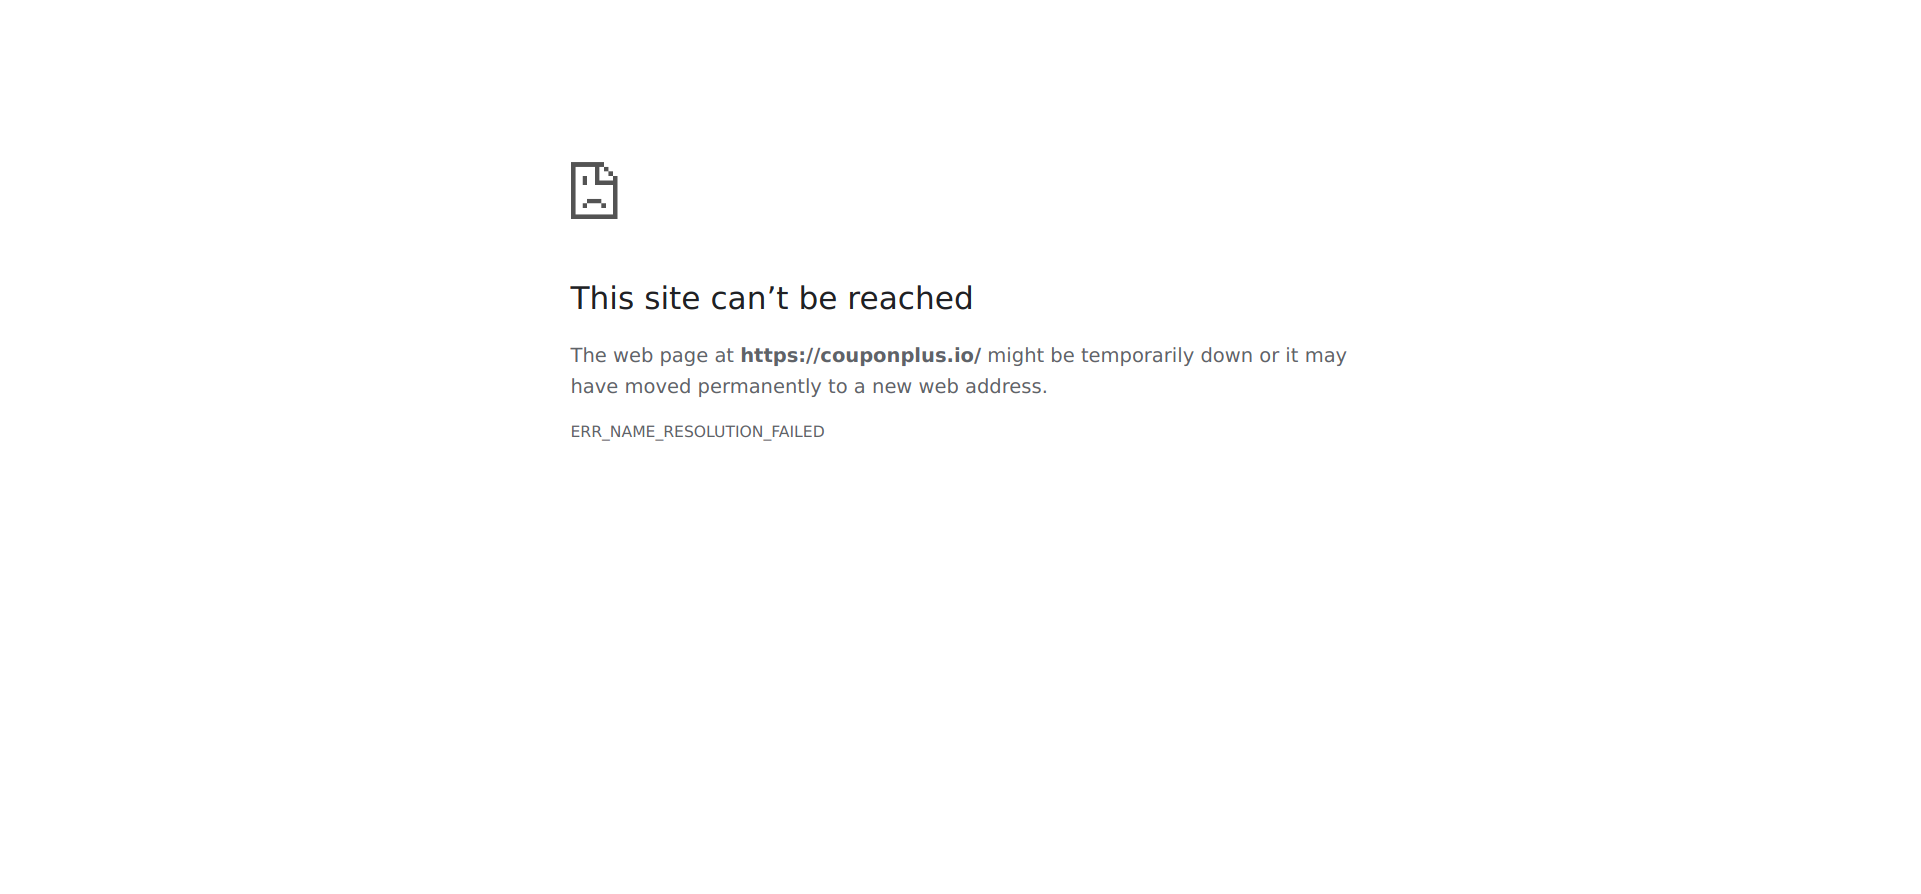 This site can’t be reached
The web page at https://couponplus.io/ might be temporarily down or it may
have moved permanently to a new web address.
ERR_NAME_RESOLUTION_FAILED